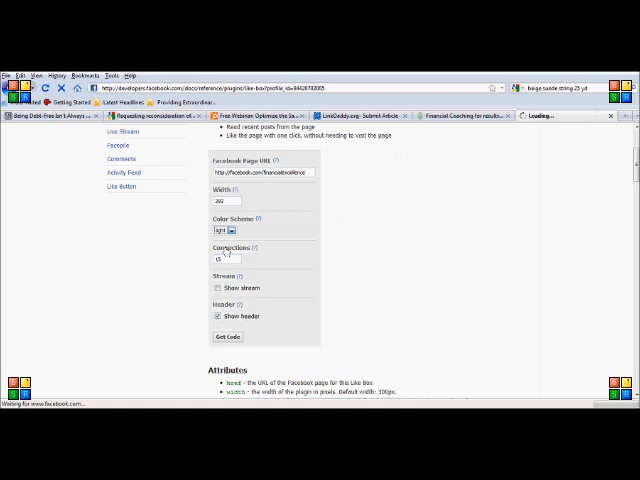 File Edit View History Bookmarks Tools Help
http://developers.facebook.com/docs/reference/plugins/like-box?profile_id=84420702005
beige suede string 25 yd
Getting Started Latest Headlines Providing Extraordinar...
Being Debt-Free Isn't Always ... Requesting reconsideration of... Free Webinar: Optimize the Sa... LinkDaddy.org - Submit Article Financial Coaching for results... Loading...
Read recent posts from the page
Like the page with one click, without needing to visit the page
Live Stream
Facepile
Comments
Activity Feed
Like Button
Facebook Page URL (?)
http://facebook.com/financialexcellence
Width (?)
292
Color Scheme (?)
light
Connections (?)
15
Stream (?)
Show stream
Header (?)
Show header
Get Code
Attributes
href - the URL of the Facebook page for this Like Box
width - the width of the plugin in pixels. Default width: 300px.
Waiting for www.facebook.com...
B S R
B S R
B S R
B S R